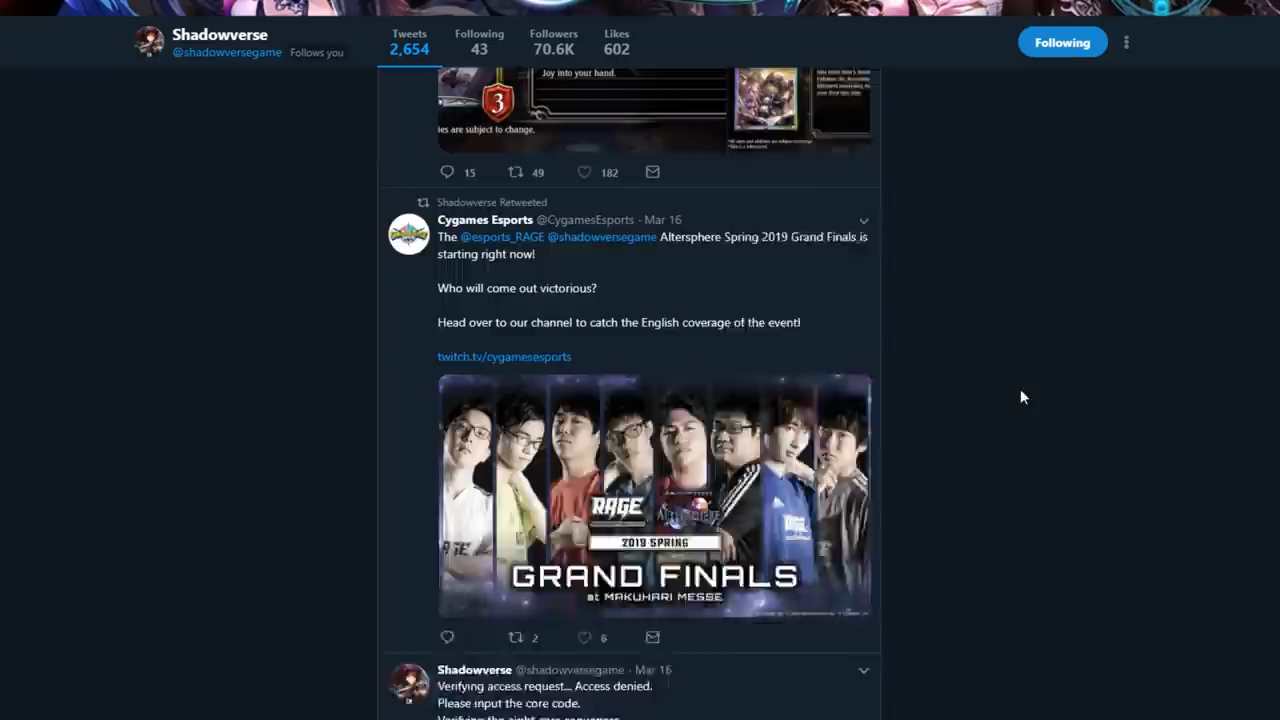 Shadowverse
@shadowversegame Follows you
Tweets
2,654
Following
43
Followers
70.6K
Likes
602
Following
Joy into your hand.
3
ies are subject to change.
15
49
182
Shadowverse Retweeted
Cygames Esports @CygamesEsports · Mar 16
The @esports_RAGE @shadowversegame Altersphere Spring 2019 Grand Finals is
starting right now!
Who will come out victorious?
Head over to our channel to catch the English coverage of the event!
twitch.tv/cygamesesports
RAGE
2019 SPRING
GRAND FINALS
at MAKUHARI MESSE
2
6
Shadowverse @shadowversegame · Mar 16
Verifying access request... Access denied.
Please input the core code.